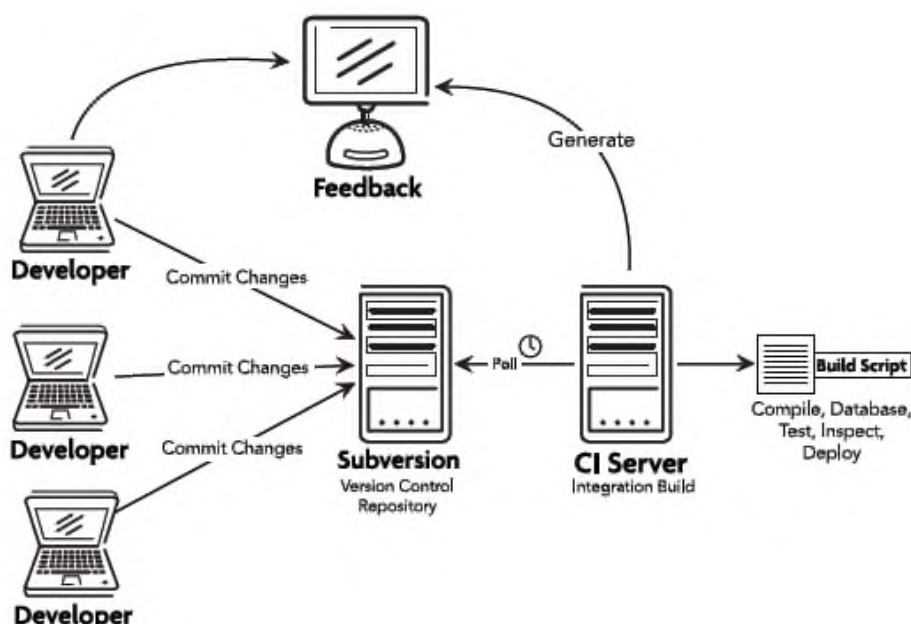 Generate
Feedback
Developer
Commit Changes
Developer
Commit Changes
Developer
Commit Changes
Subversion
Version Control
Repository
Poll
CI Server
Integration Build
Build Script
Compile, Database,
Test, Inspect,
Deploy